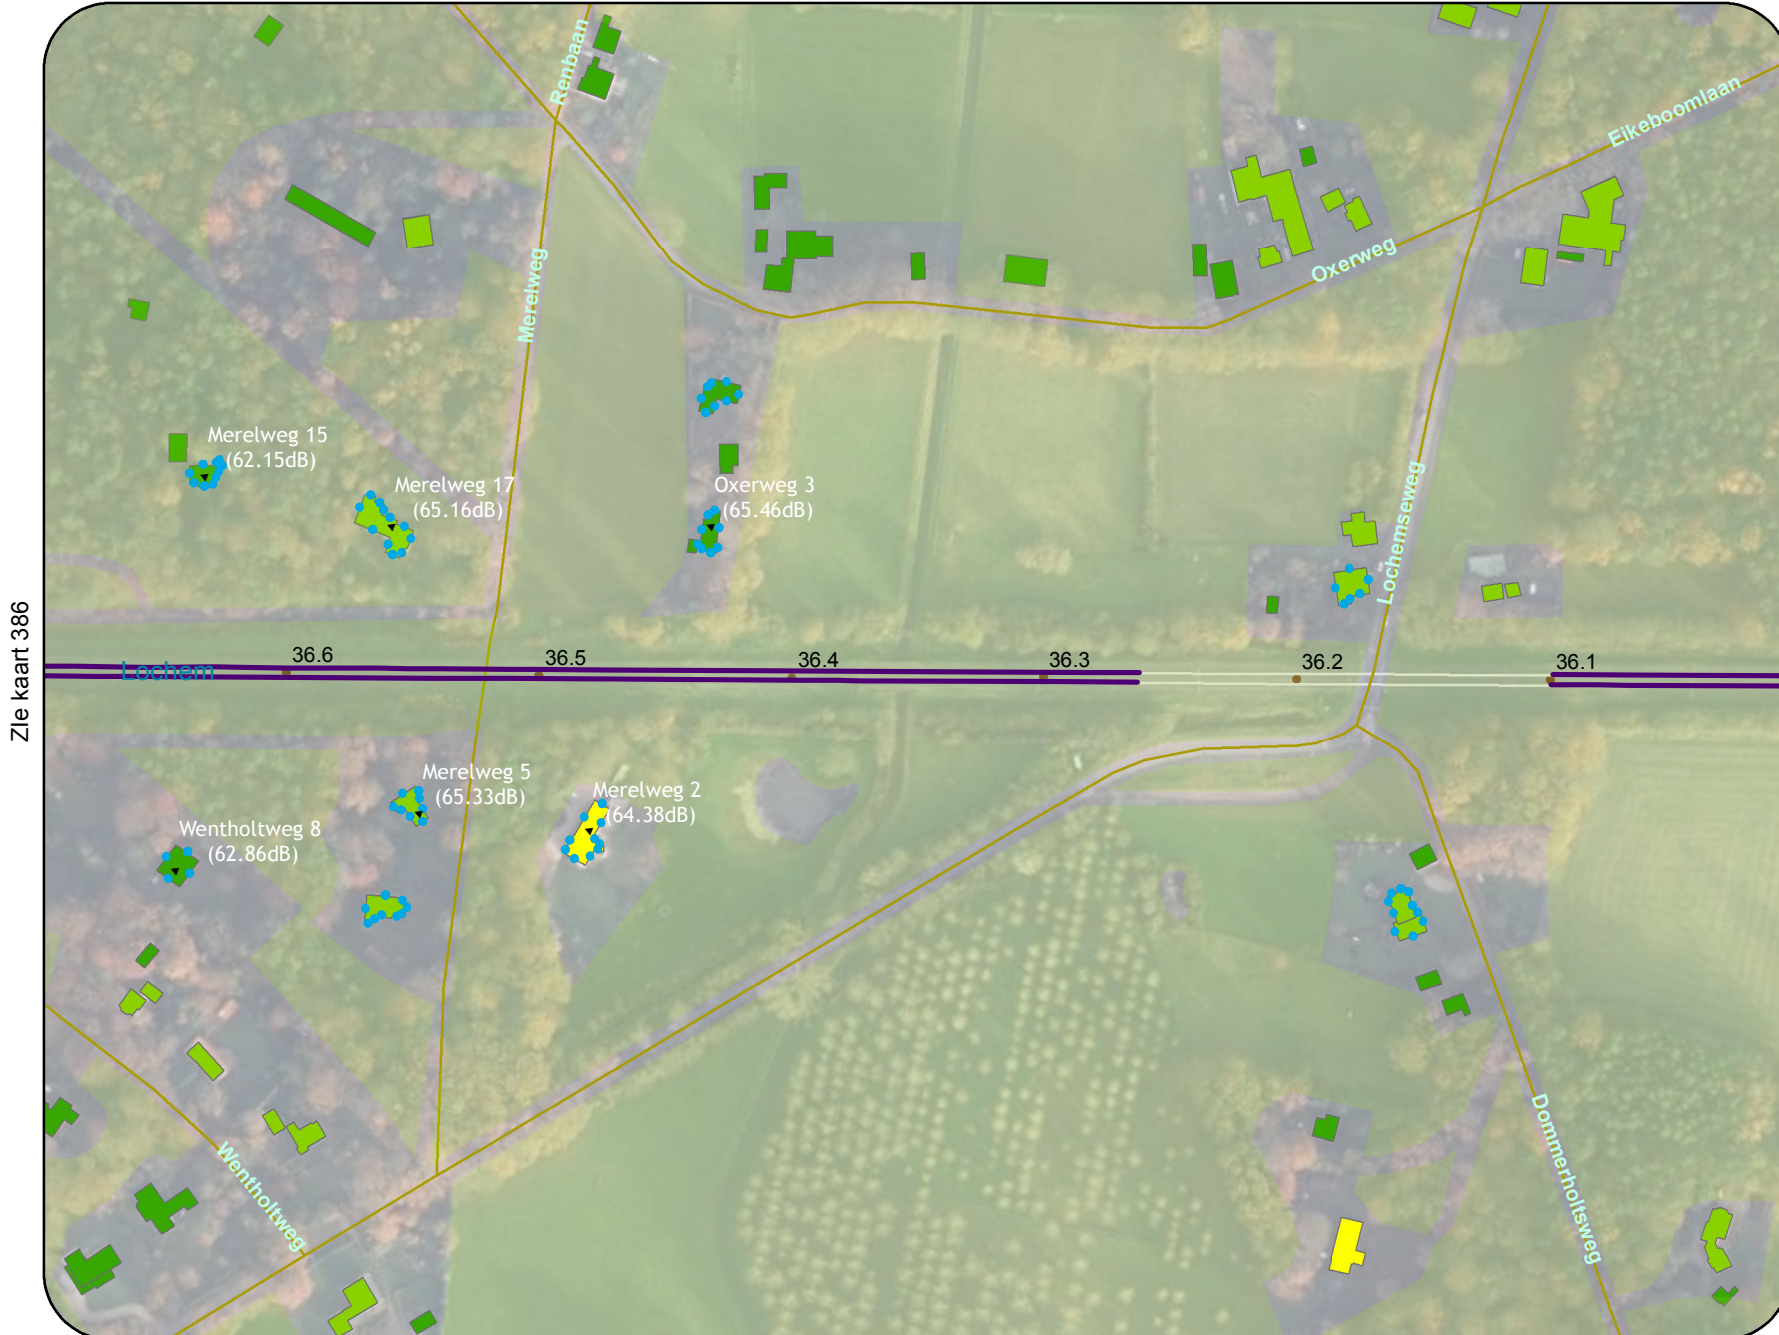 Renbaan
Eikeboomlaan
Merelweg
Oxerweg
Merelweg 15
(62.15dB)
Merelweg 17
(65.16dB)
Oxerweg 3
(65.46dB)
Lochemseweg
ZIe kaart 386
Lochem
36.6
36.5
36.4
36.3
36.2
36.1
Merelweg 5
(65.33dB)
Merelweg 2
(64.38dB)
Wentholtweg 8
(62.86dB)
Wentholtweg
Dommerholtsweg